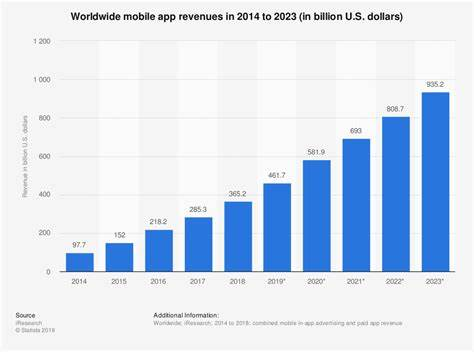 Worldwide mobile app revenues in 2014 to 2023 (in billion U.S. dollars)
1 200
1 000
800
600
400
200
0
Revenue in billion U.S. dollars
97.7
152
218.2
285.3
365.2
461.7
581.9
693
808.7
935.2
2014 2015 2016 2017 2018 2019* 2020* 2021* 2022* 2023*
Source
iResearch
© Statista 2019
Additional Information:
Worldwide; iResearch; 2014 to 2018; combined mobile in-app advertising and paid app revenue